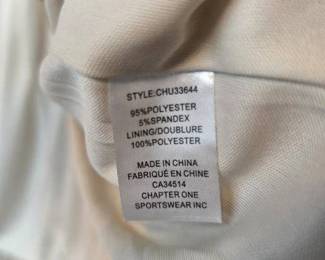 STYLE:CHU33644
95%POLYESTER
5%SPANDEX
LINING/DOUBLURE
100%POLYESTER
MADE IN CHINA
FABRIQUÉ EN CHINE
CA34514
CHAPTER ONE
SPORTSWEAR INC